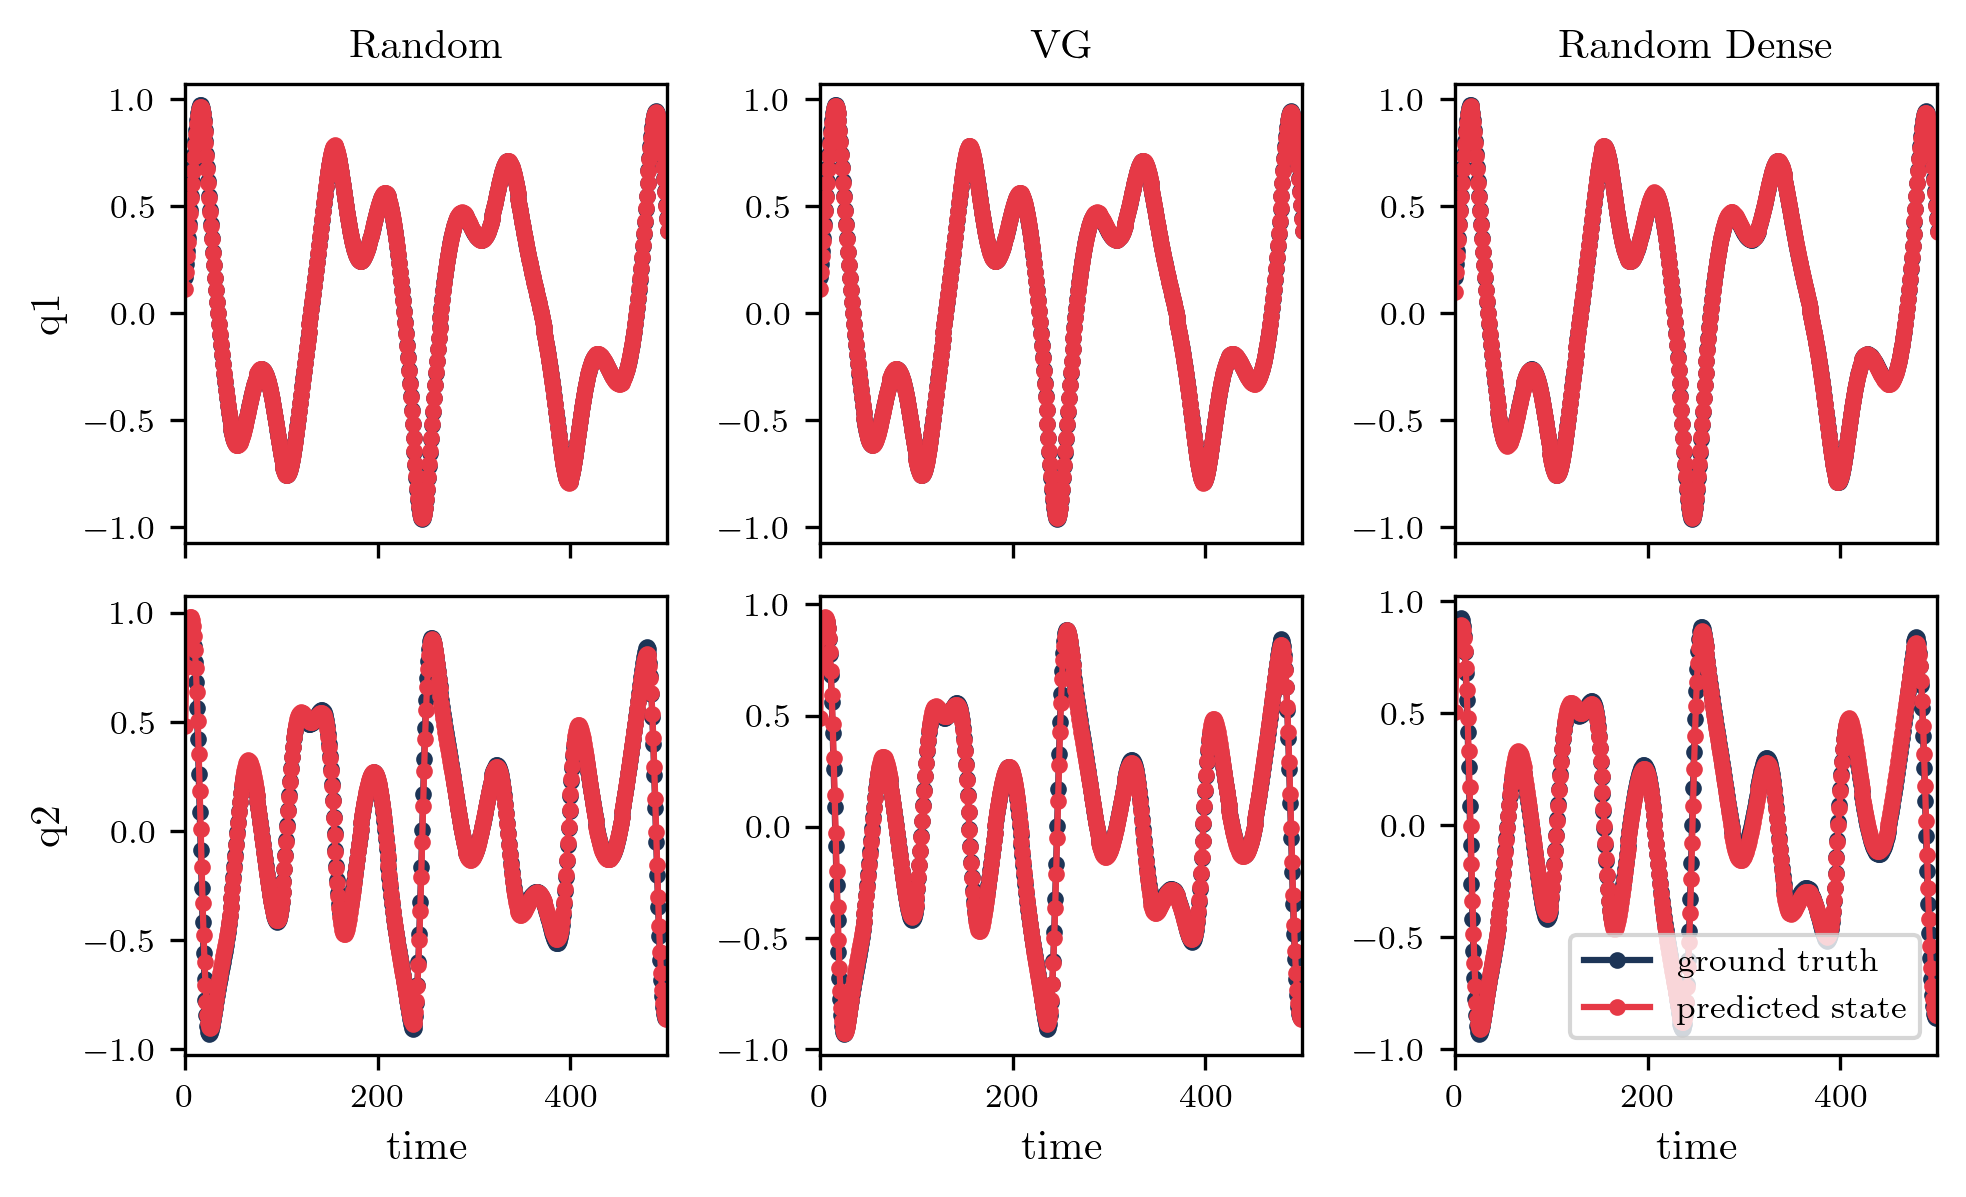 Random VG Random Dense
1.0 1.0 1.0
0.5 0.5 0.5
q1
0.0 0.0 0.0
−0.5 −0.5 −0.5
−1.0 −1.0 −1.0
1.0 1.0 1.0
0.5 0.5 0.5
q2
0.0 0.0 0.0
−0.5 −0.5 −0.5
ground truth
predicted state
−1.0 −1.0 −1.0
0 200 400 0 200 400 0 200 400
time time time